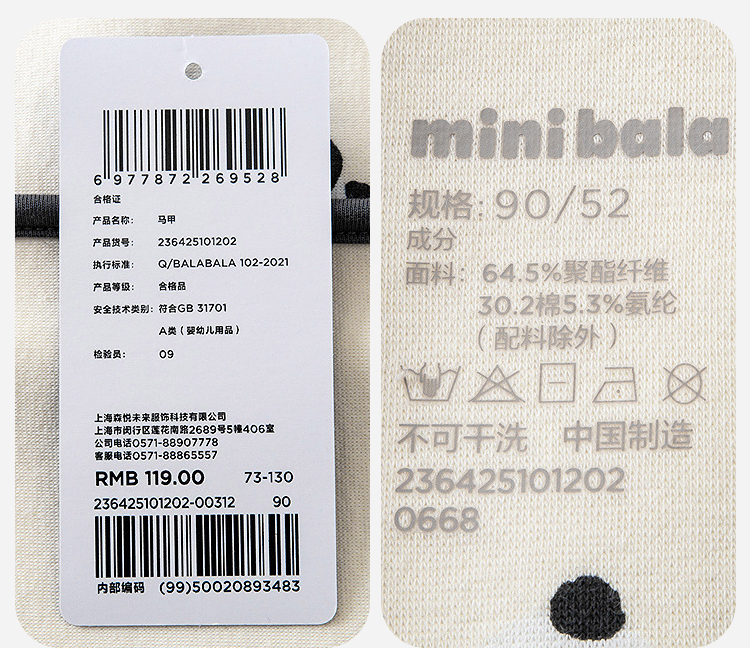 6 977872 269528
合格证
产品名称: 马甲
产品货号: 236425101202
执行标准: Q/BALABALA 102-2021
产品等级: 合格品
安全技术类别: 符合GB 31701
A类(婴幼儿用品)
检验员: 09
上海森悦未来服饰科技有限公司
上海市闵行区莲花南路2689号5幢406室
公司电话0571-88907778
客服电话0571-88865557
RMB 119.00 73-130
236425101202-00312 90
内部编码 (99)50020893483
mini bala
规格: 90/52
成分
面料: 64.5%聚酯纤维
30.2棉5.3%氨纶
(配料除外)
不可干洗 中国制造
236425101202
0668